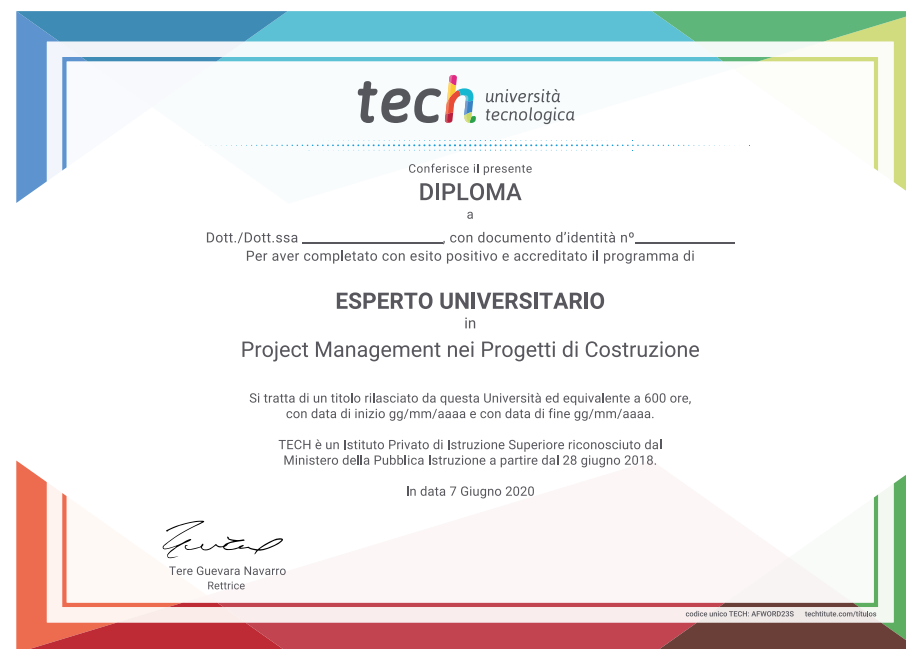 tech università
tecnologica
Conferisce il presente
DIPLOMA
a
Dott./Dott.ssa ____________________, con documento d'identità nº______________
Per aver completato con esito positivo e accreditato il programma di
ESPERTO UNIVERSITARIO
in
Project Management nei Progetti di Costruzione
Si tratta di un titolo rilasciato da questa Università ed equivalente a 600 ore,
con data di inizio gg/mm/aaaa e con data di fine gg/mm/aaaa.
TECH è un Istituto Privato di Istruzione Superiore riconosciuto dal
Ministero della Pubblica Istruzione a partire dal 28 giugno 2018.
In data 7 Giugno 2020
Tere Guevara Navarro
Rettrice
codice unico TECH: AFWORD23S techtitute.com/titulos